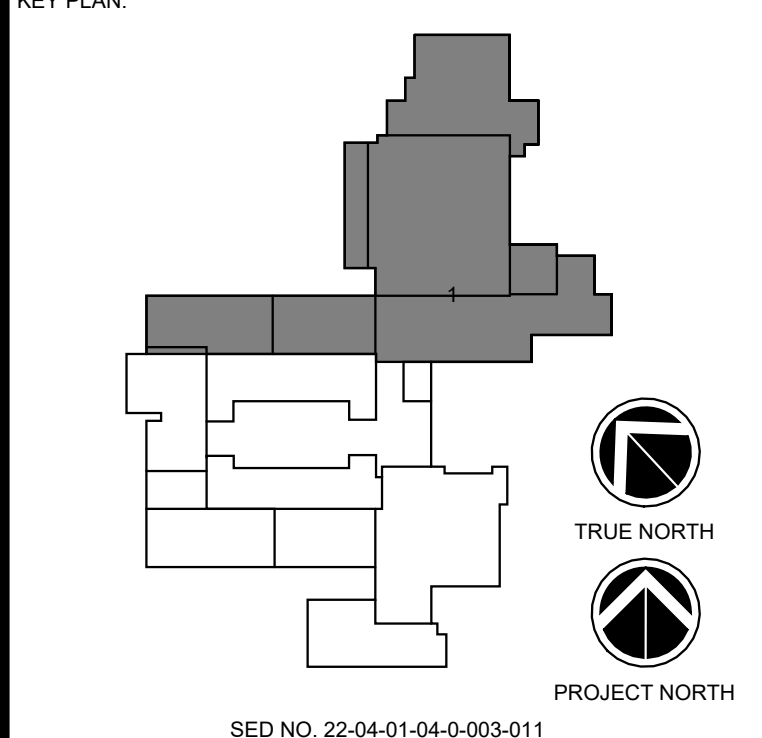 KEY PLAN:
1
TRUE NORTH
PROJECT NORTH
SED NO. 22-04-01-04-0-003-011